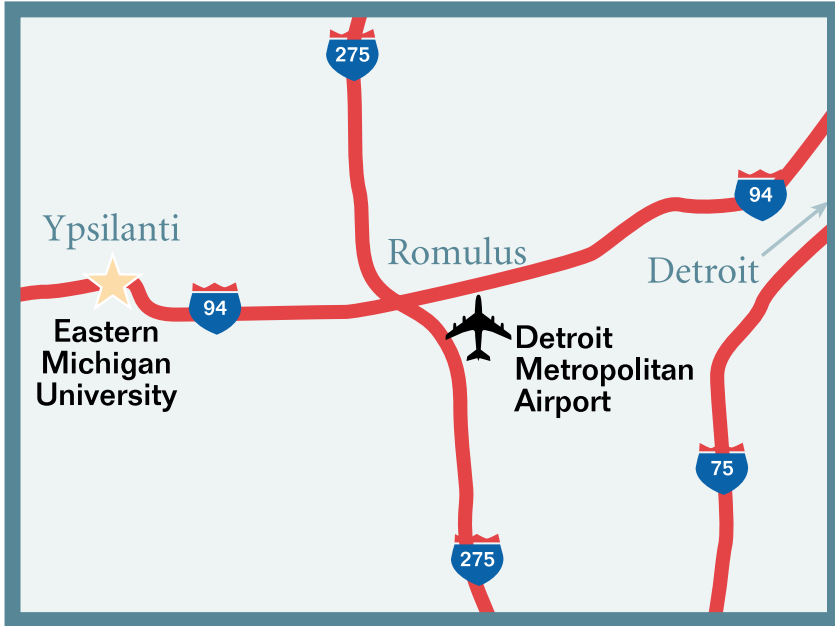 275
94
Ypsilanti
Romulus
Detroit
94
Eastern
Michigan
University
Detroit
Metropolitan
Airport
75
275